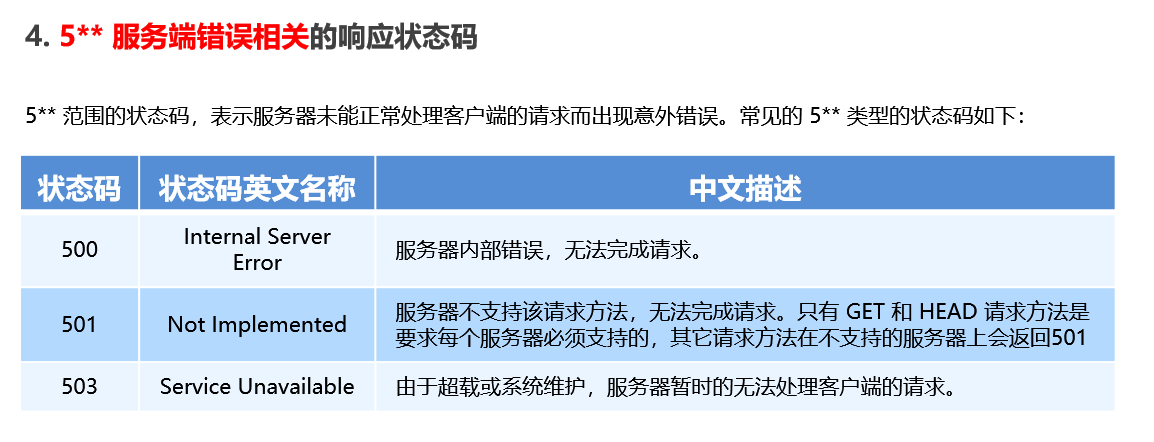 4. 5** 服务端错误相关的响应状态码
5** 范围的状态码，表示服务器未能正常处理客户端的请求而出现意外错误。常见的 5** 类型的状态码如下：
状态码 状态码英文名称 中文描述
500 Internal Server Error 服务器内部错误，无法完成请求。
501 Not Implemented 服务器不支持该请求方法，无法完成请求。只有 GET 和 HEAD 请求方法是
要求每个服务器必须支持的，其它请求方法在不支持的服务器上会返回501
503 Service Unavailable 由于超载或系统维护，服务器暂时的无法处理客户端的请求。